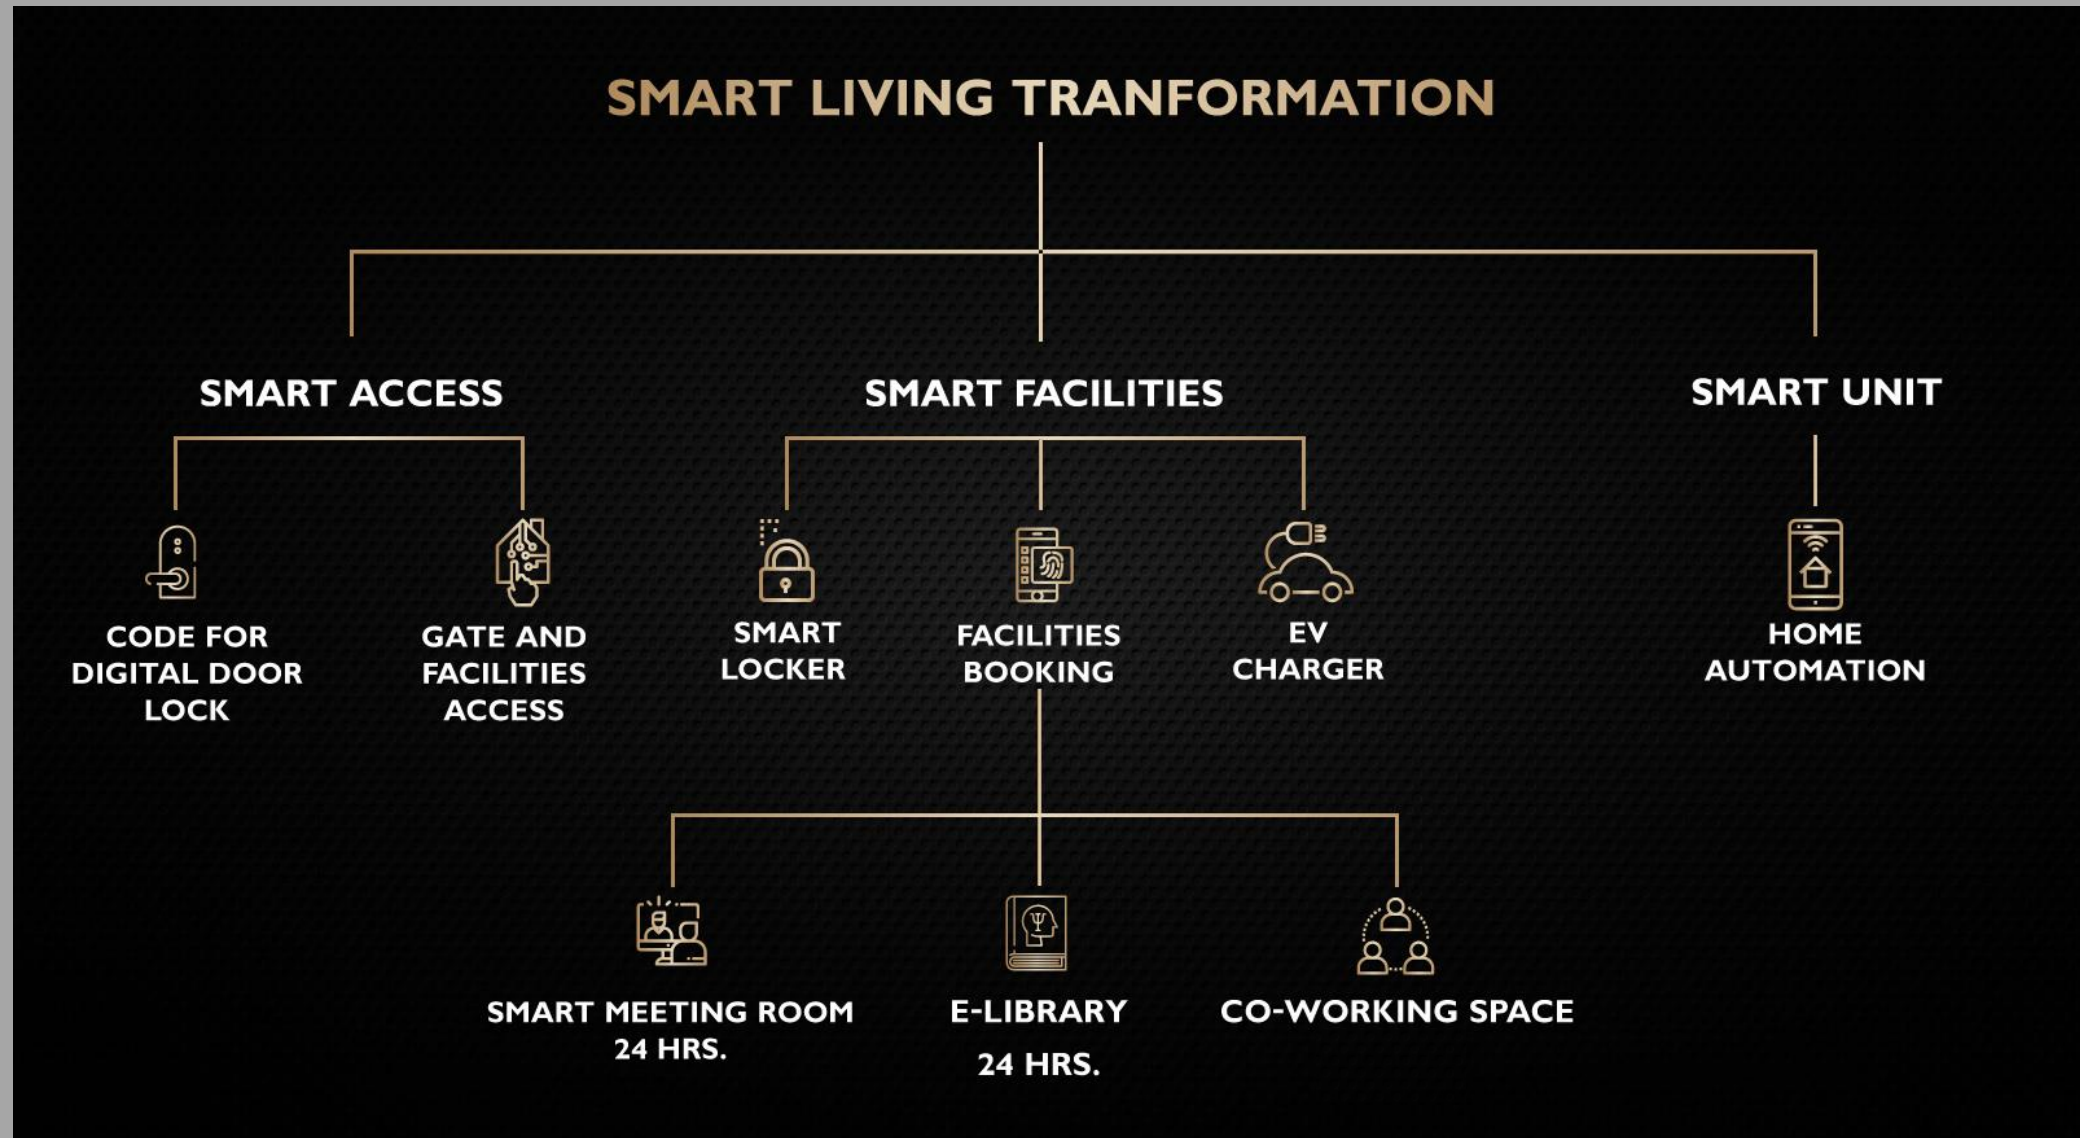 SMART LIVING TRANFORMATION
SMART ACCESS
SMART FACILITIES
SMART UNIT
CODE FOR
DIGITAL DOOR
LOCK
GATE AND
FACILITIES
ACCESS
SMART
LOCKER
FACILITIES
BOOKING
EV
CHARGER
HOME
AUTOMATION
SMART MEETING ROOM
24 HRS.
E-LIBRARY
24 HRS.
CO-WORKING SPACE